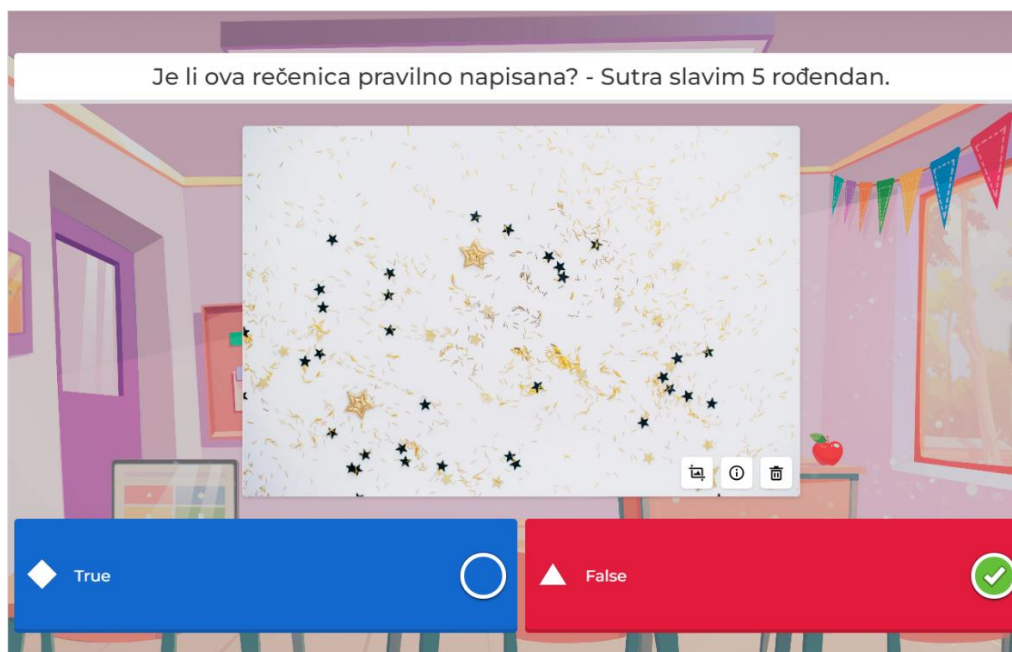 Je li ova rečenica pravilno napisana? - Sutra slavim 5 rođendan.
True
False